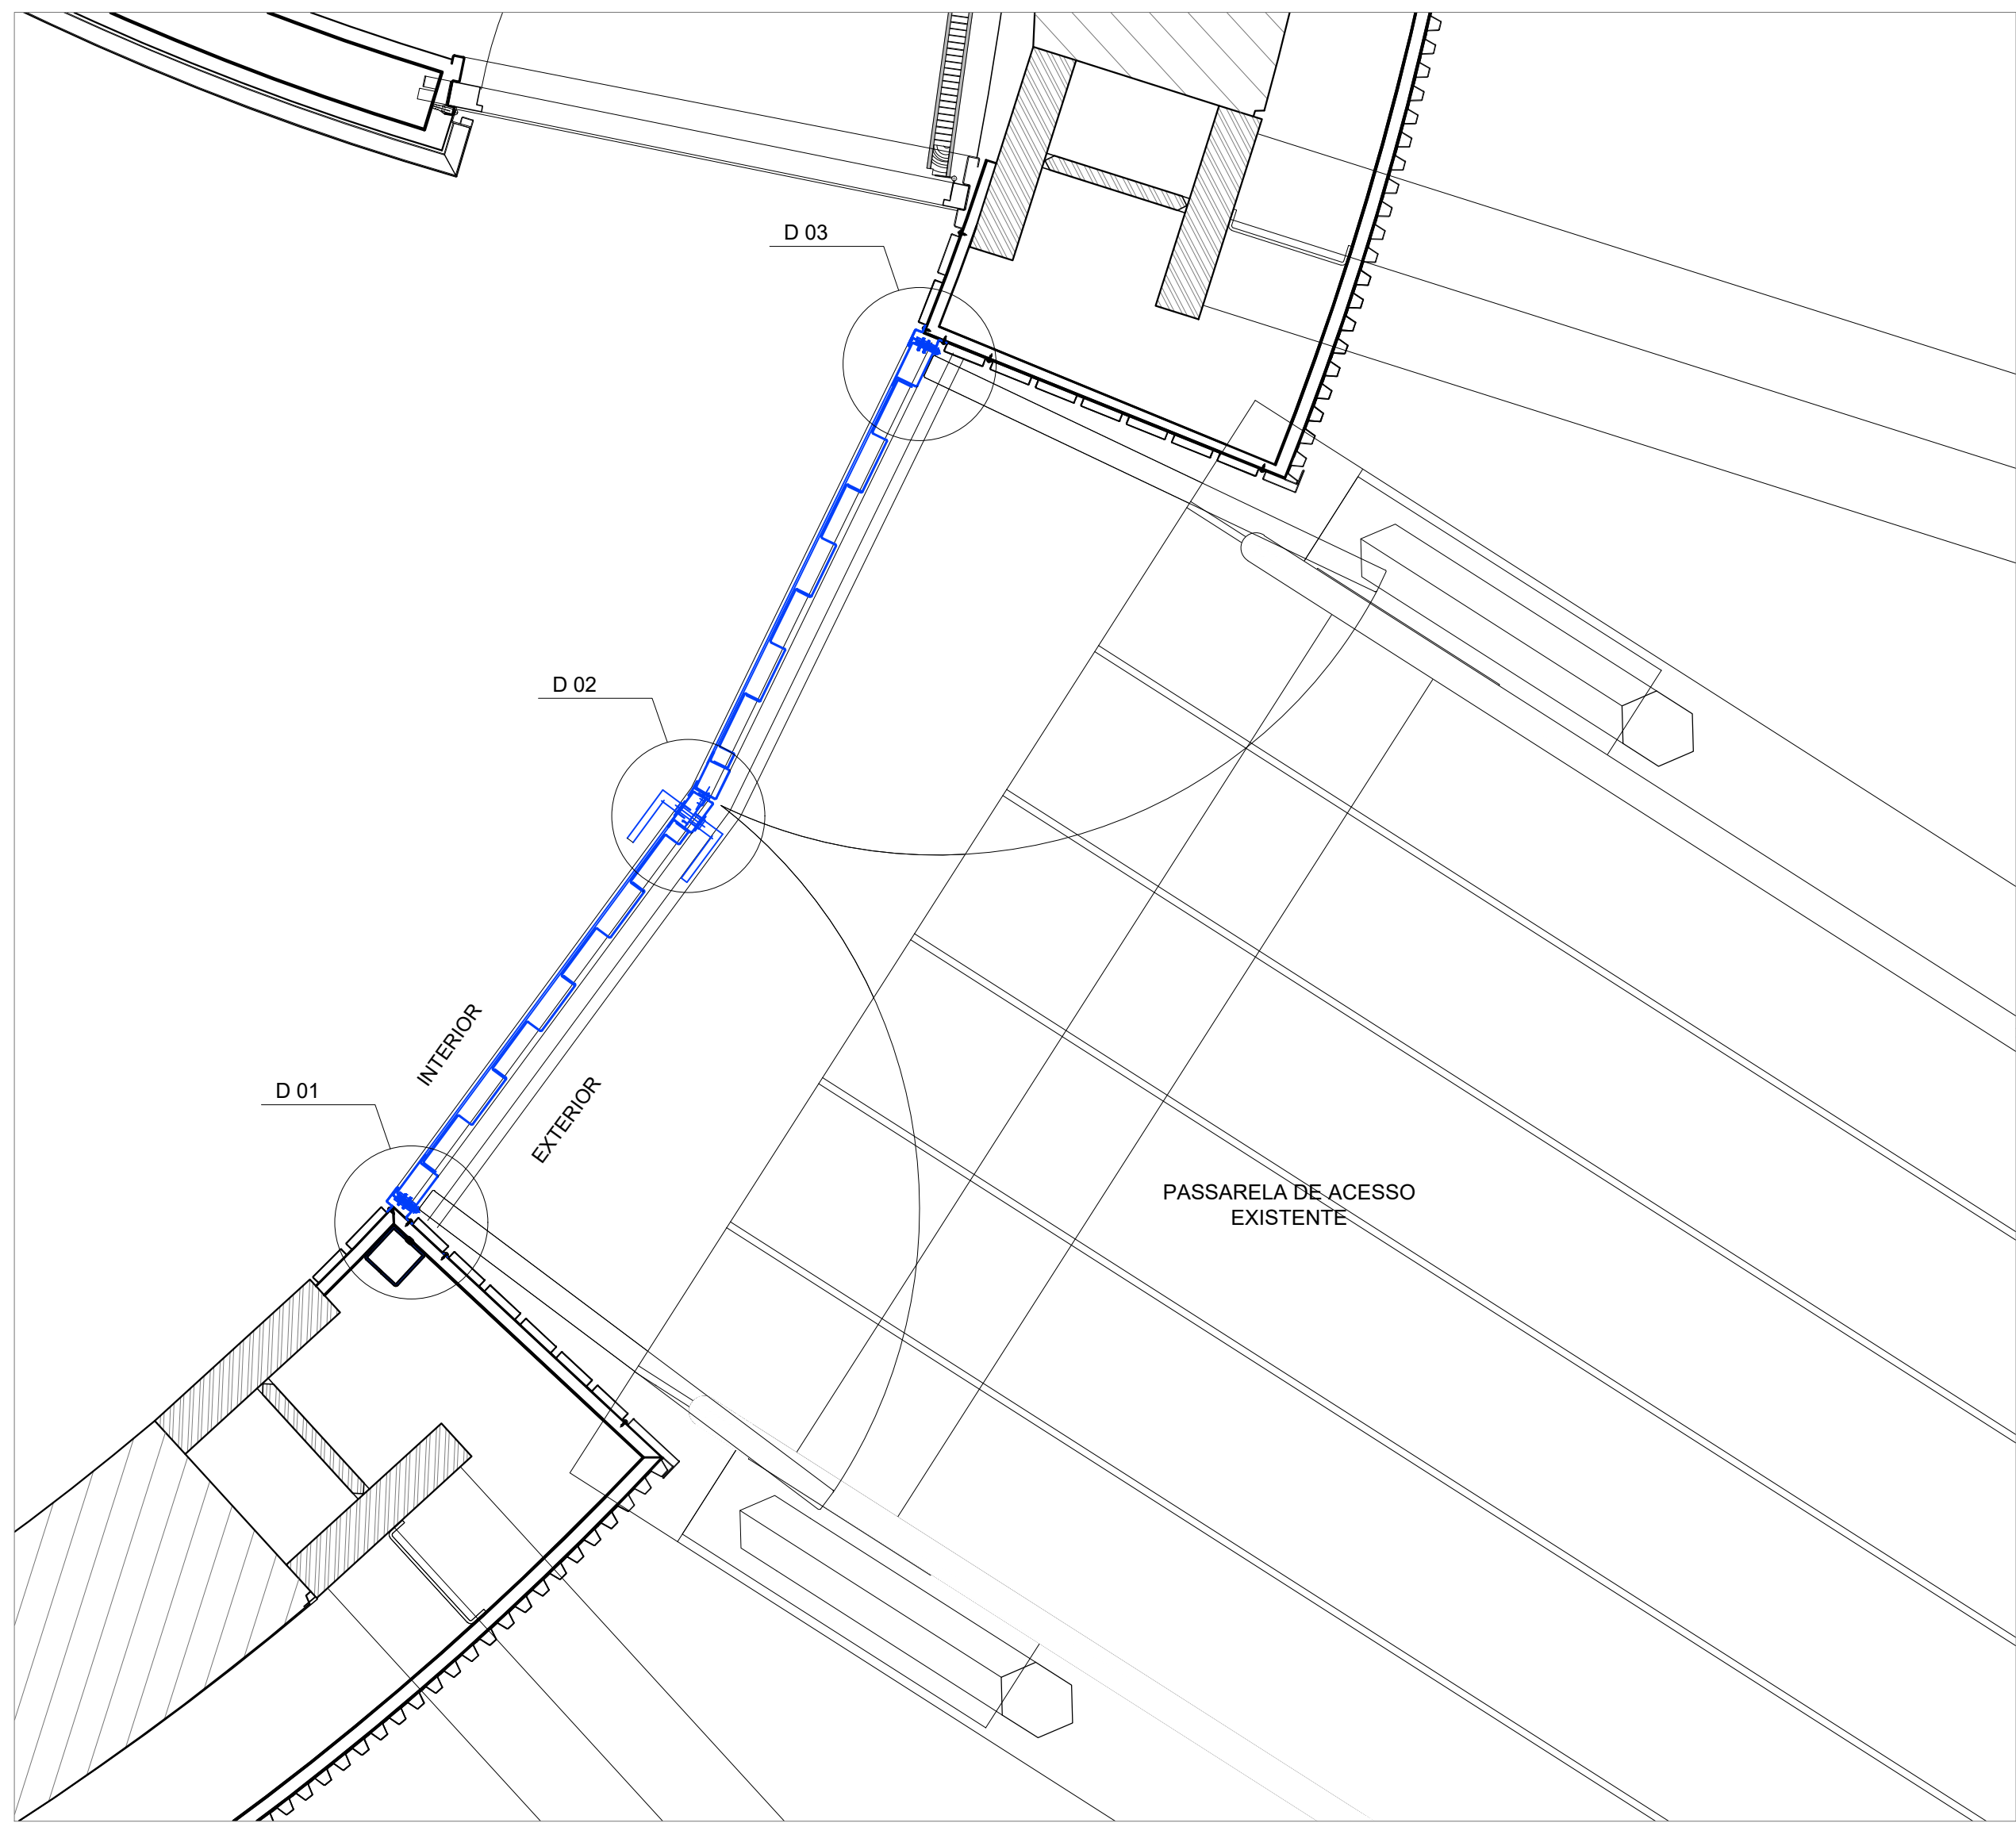 D 03
D 02
INTERIOR
D 01
EXTERIOR
PASSARELA DE ACESSO
EXISTENTE